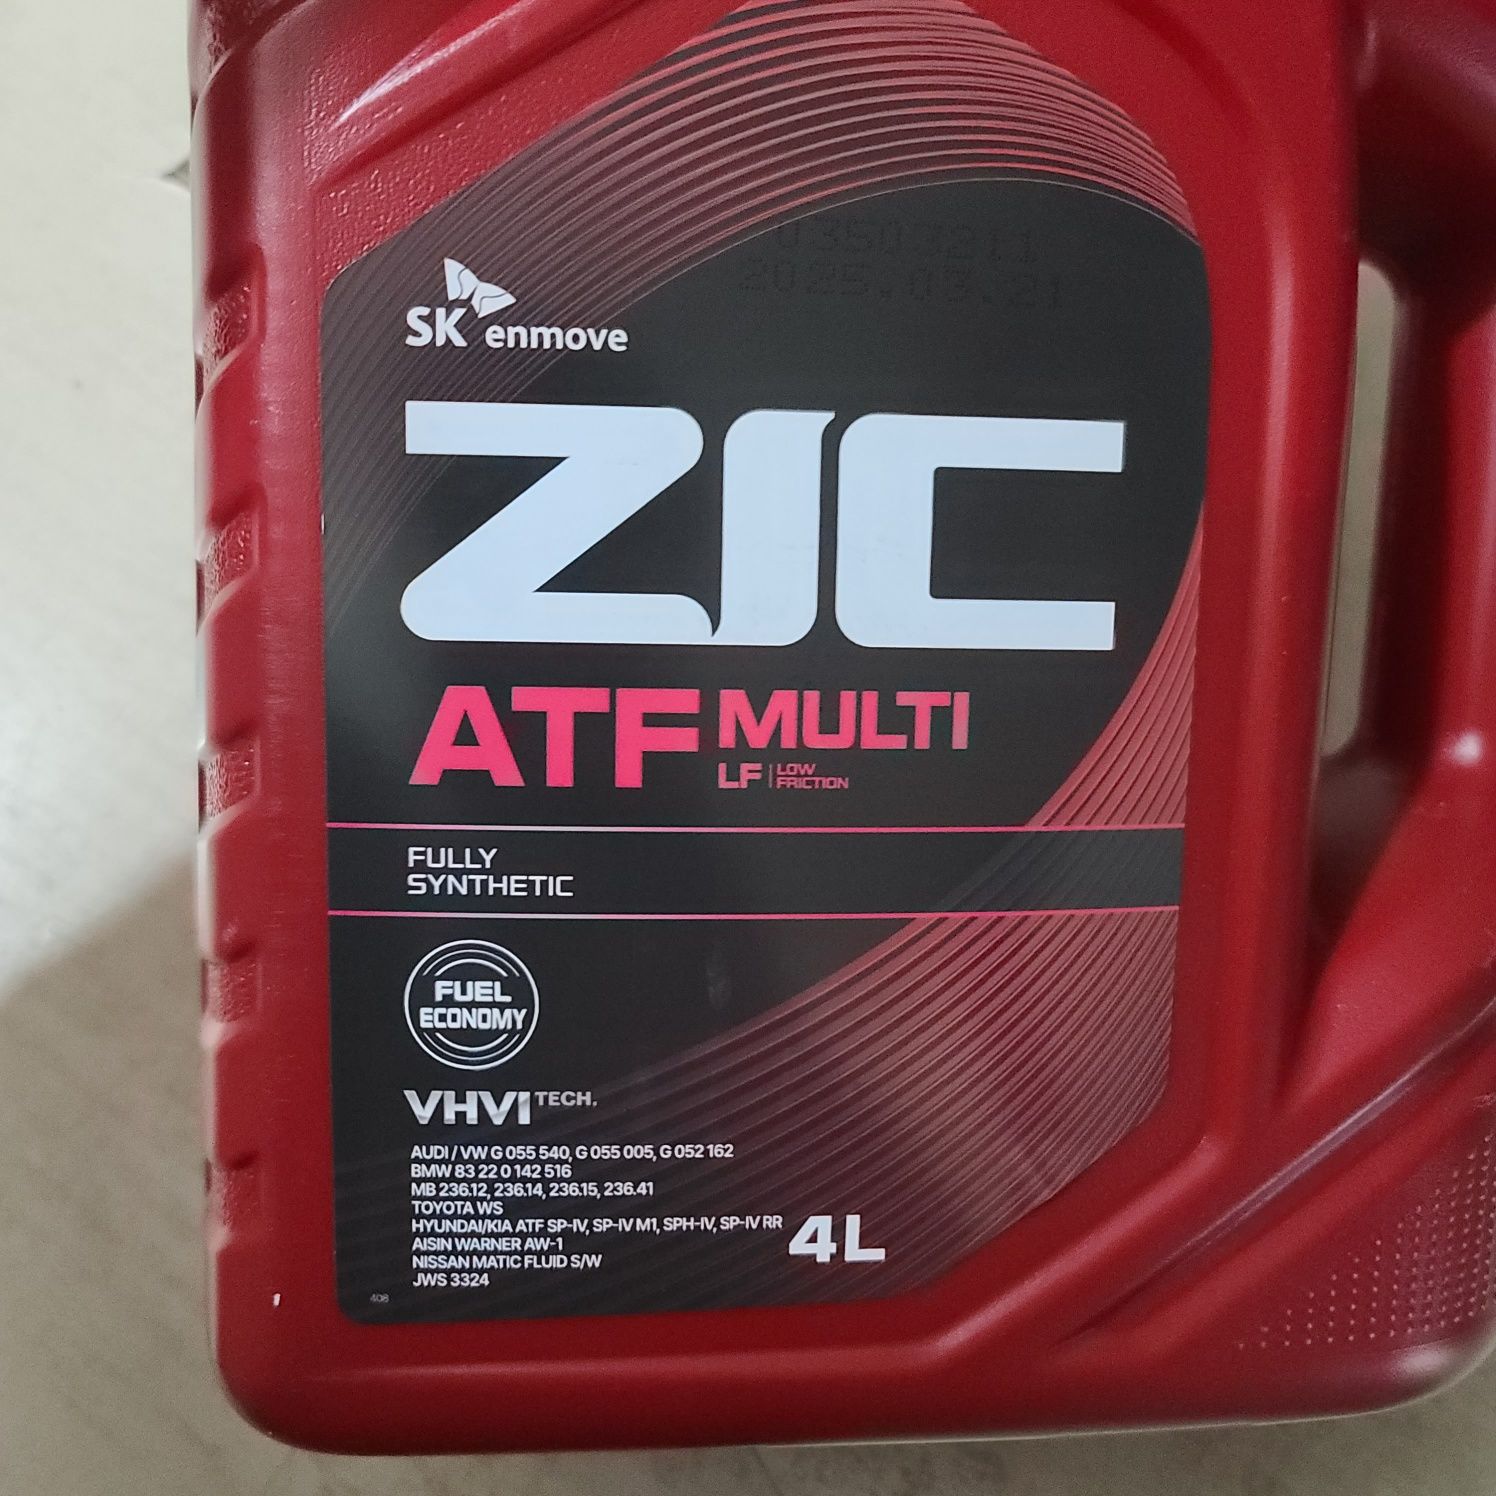 2025.03.21
SK enmove
ZIC
ATF MULTI
LF | LOW FRICTION
FULLY
SYNTHETIC
FUEL
ECONOMY
VHVI TECH.
AUDI / VW G 055 540, G 055 005, G 052 162
BMW 83 22 0 142 516
MB 236.12, 236.14, 236.15, 236.41
TOYOTA WS
HYUNDAI/KIA ATF SP-IV, SP-IV M1, SPH-IV, SP-IV RR
AISIN WARNER AW-1
NISSAN MATIC FLUID S/W
JWS 3324
4L
408